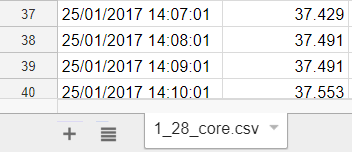 37 25/01/2017 14:07:01 37.429
38 25/01/2017 14:08:01 37.491
39 25/01/2017 14:09:01 37.491
40 25/01/2017 14:10:01 37.553
1_28_core.csv